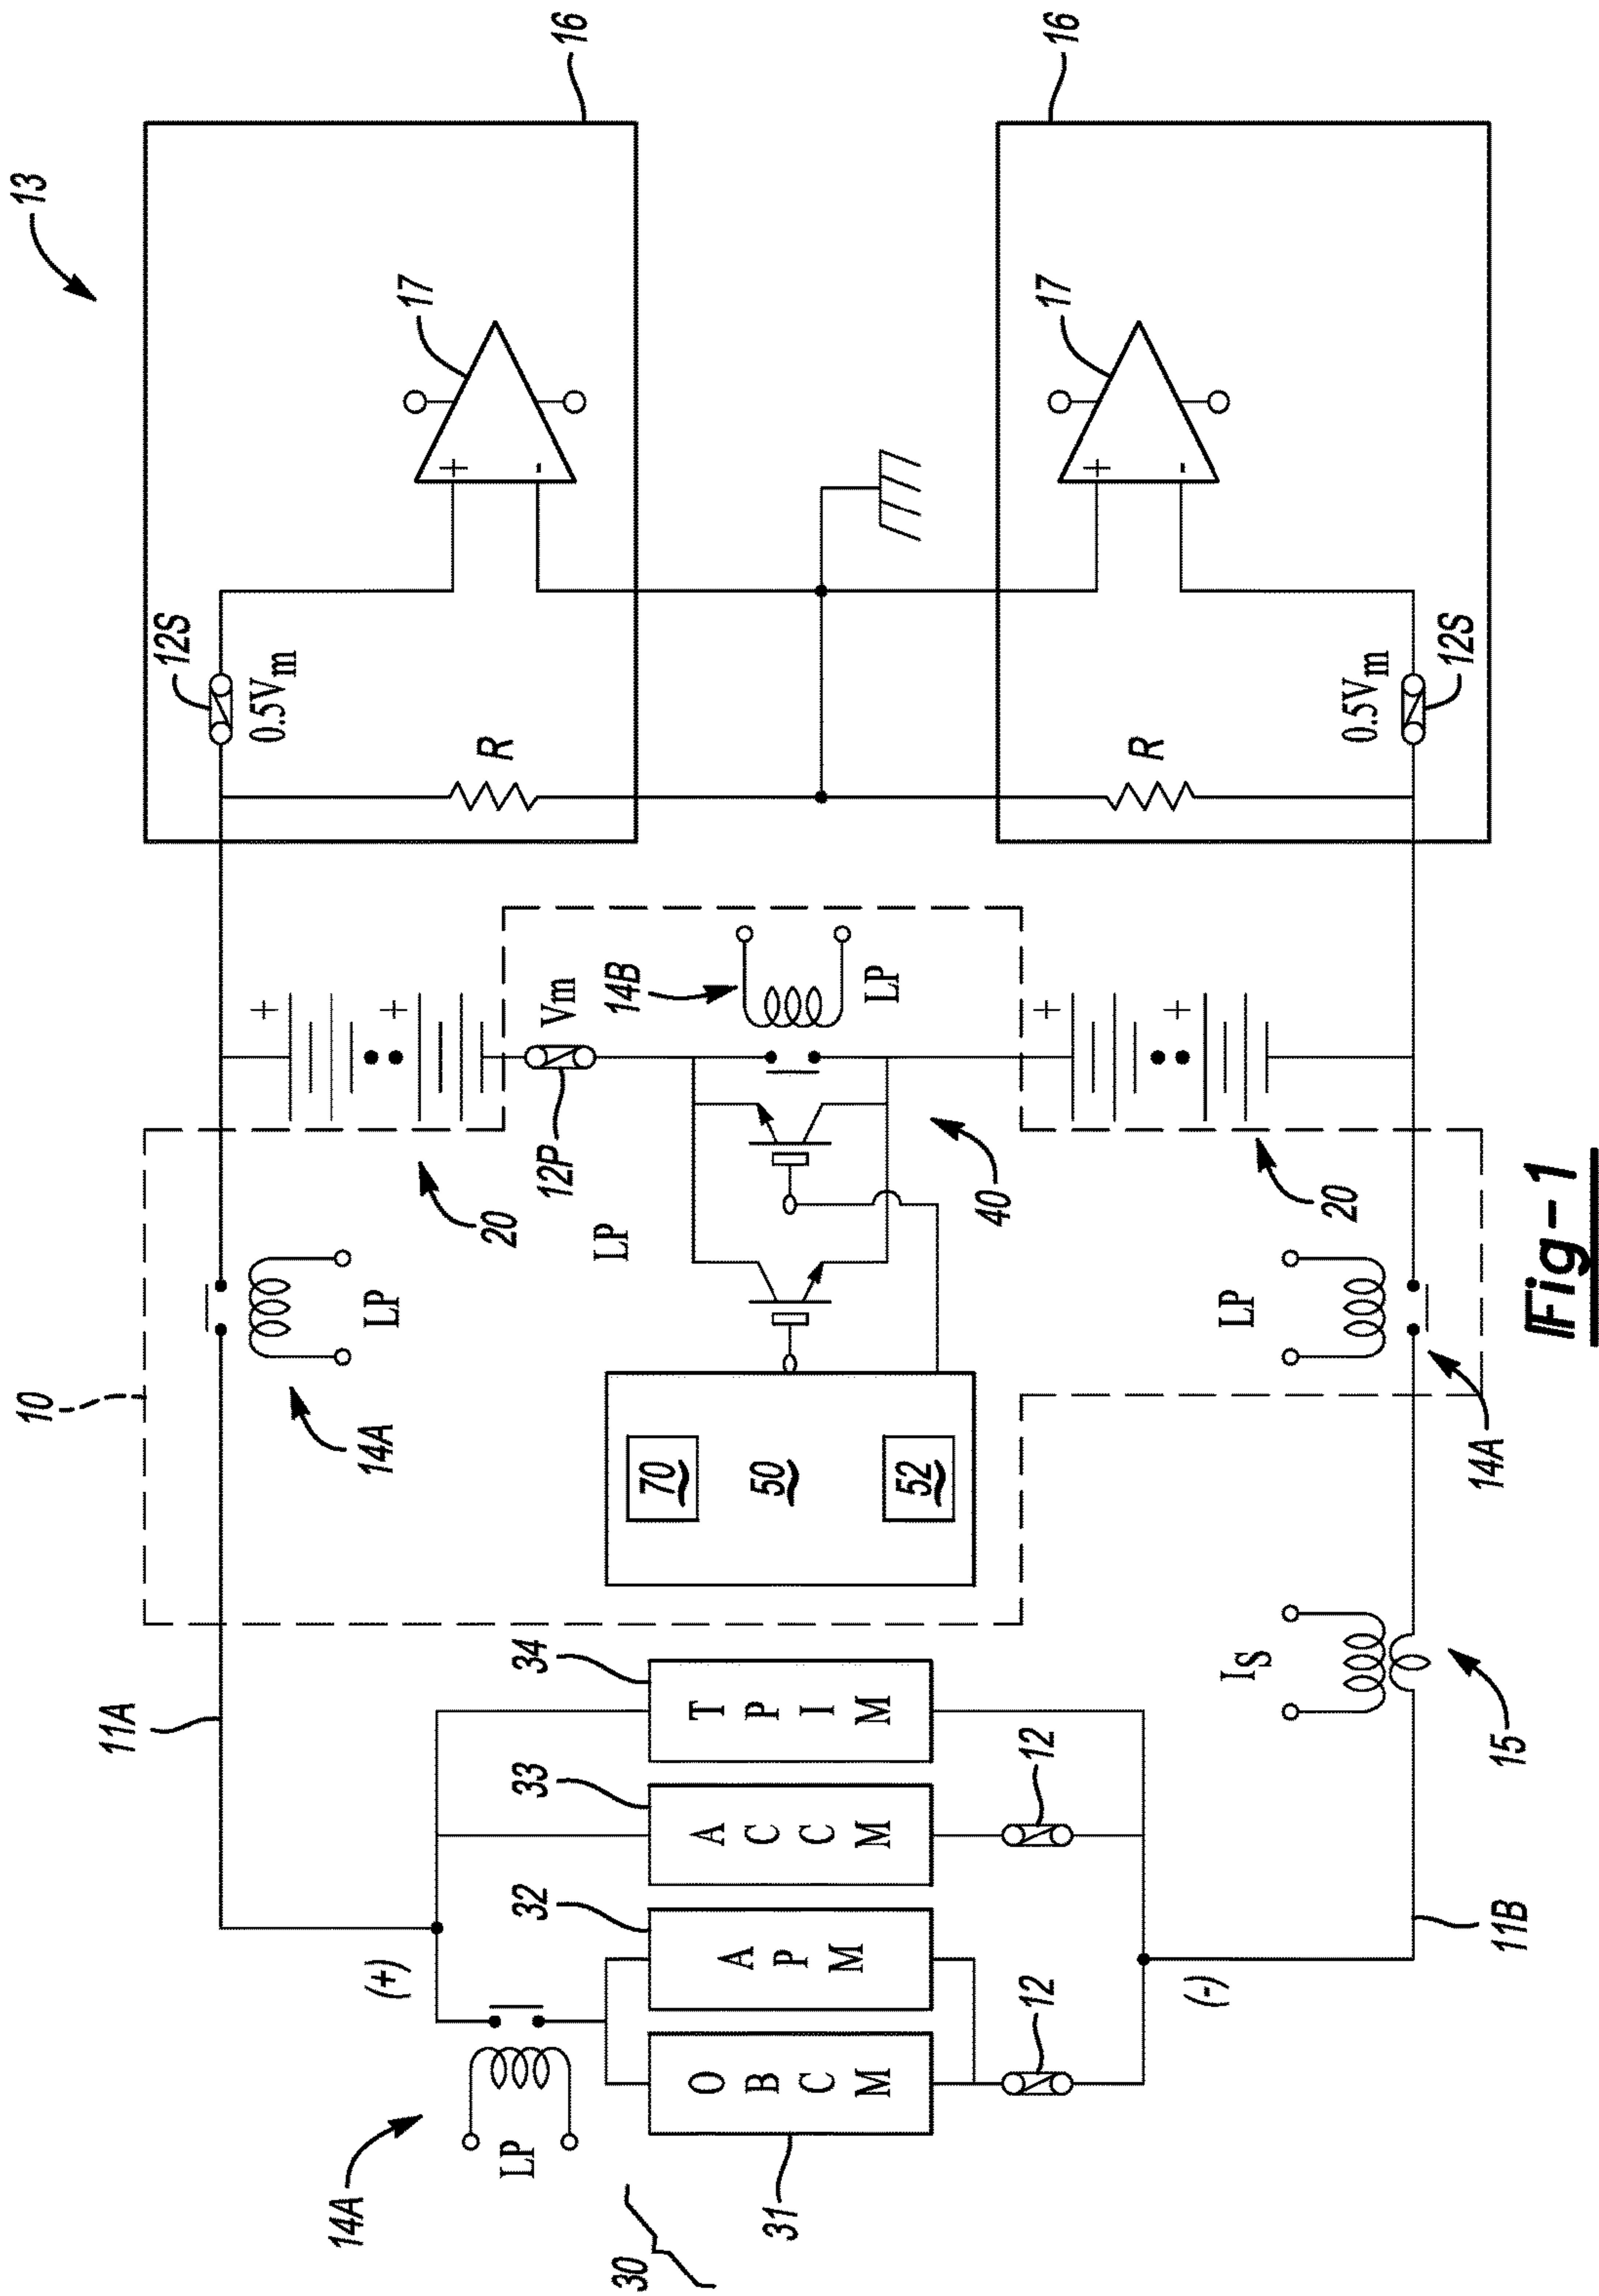 13
16
16
17
17
+
-
+
-
12S
0.5Vm
12S
0.5Vm
R
R
+
+
20
Vm
12P
14B
LP
+
+
20
40
LP
10
14A
LP
LP
14A
70
50
52
11A
34
TPIM
33
ACCM
12
32
APM
31
OBCM
12
(+)
(-)
IS
15
11B
14A
LP
30
Fig-1